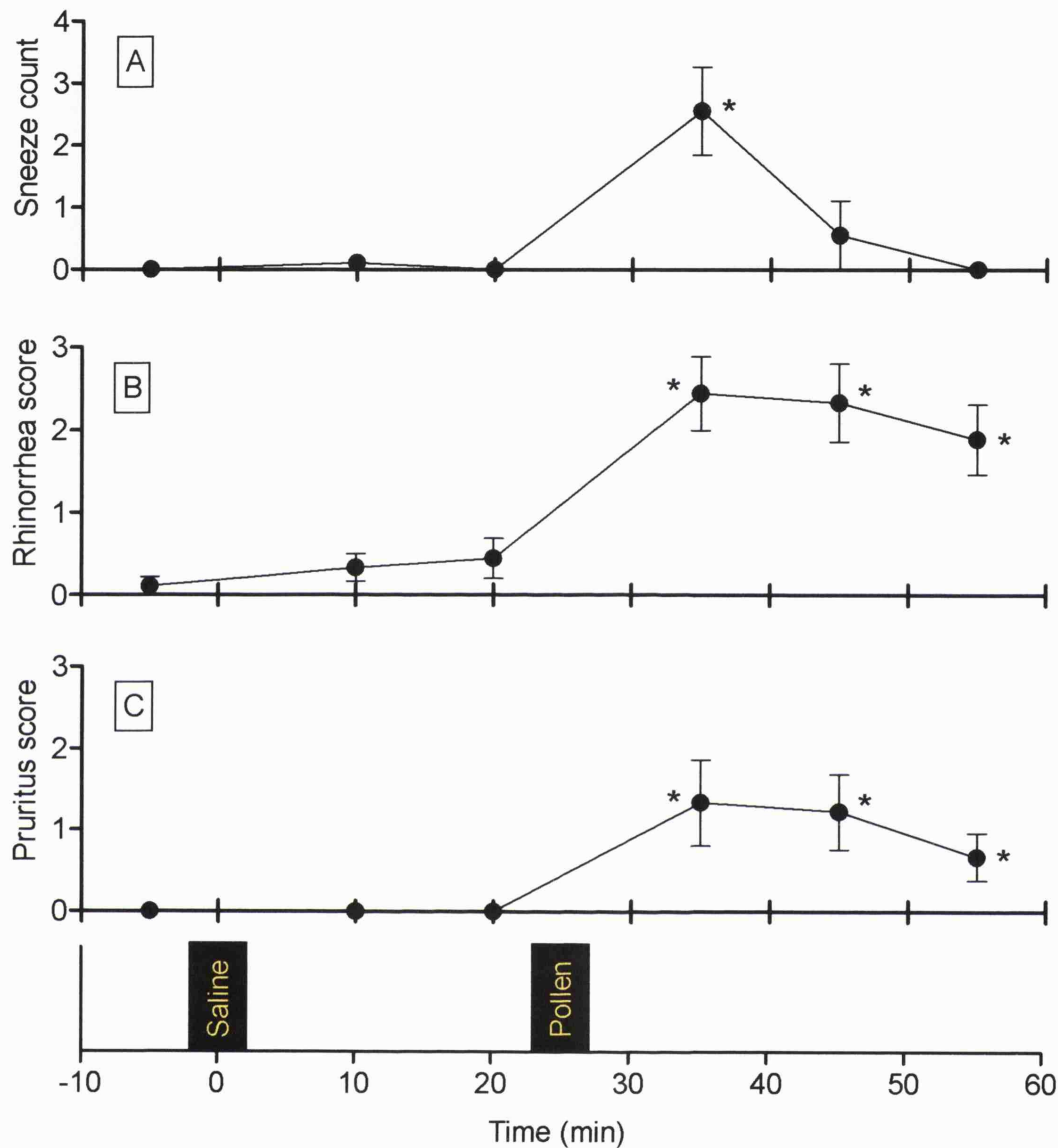 A
Sneeze count
4
3
2
1
0
*
B
Rhinorrhea score
3
2
1
0
* * *
C
Pruritus score
3
2
1
0
* * *
Saline
Pollen
-10 0 10 20 30 40 50 60
Time (min)